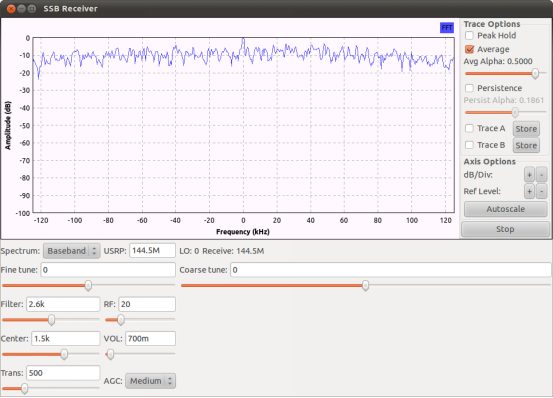 SSB Receiver
FFT
Trace Options
Peak Hold
Average
Avg Alpha: 0.5000
Persistence
Persist Alpha: 0.1861
Trace A Store
Trace B Store
Axis Options
dB/Div: + -
Ref Level: + -
Autoscale
Stop
Amplitude (dB)
0
-10
-20
-30
-40
-50
-60
-70
-80
-90
-100
-120 -100 -80 -60 -40 -20 0 20 40 60 80 100 120
Frequency (kHz)
Spectrum: Baseband USRP: 144.5M LO: 0 Receive: 144.5M
Fine tune: 0 Coarse tune: 0
Filter: 2.6k RF: 20
Center: 1.5k VOL: 700m
Trans: 500 AGC: Medium